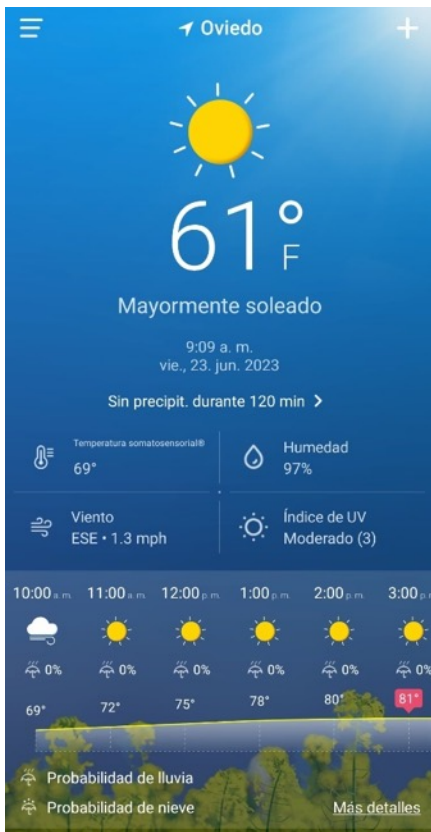 Oviedo
61°
F
Mayormente soleado
9:09 a. m.
vie., 23. jun. 2023
Sin precipit. durante 120 min
Temperatura somatosensorial®
69°
Humedad
97%
Viento
ESE • 1.3 mph
Índice de UV
Moderado (3)
10:00 a. m. 11:00 a. m. 12:00 p. m. 1:00 p. m. 2:00 p. m. 3:00 p.
0% 0% 0% 0% 0% 0%
69° 72° 75° 78° 80° 81°
Probabilidad de lluvia
Probabilidad de nieve Más detalles